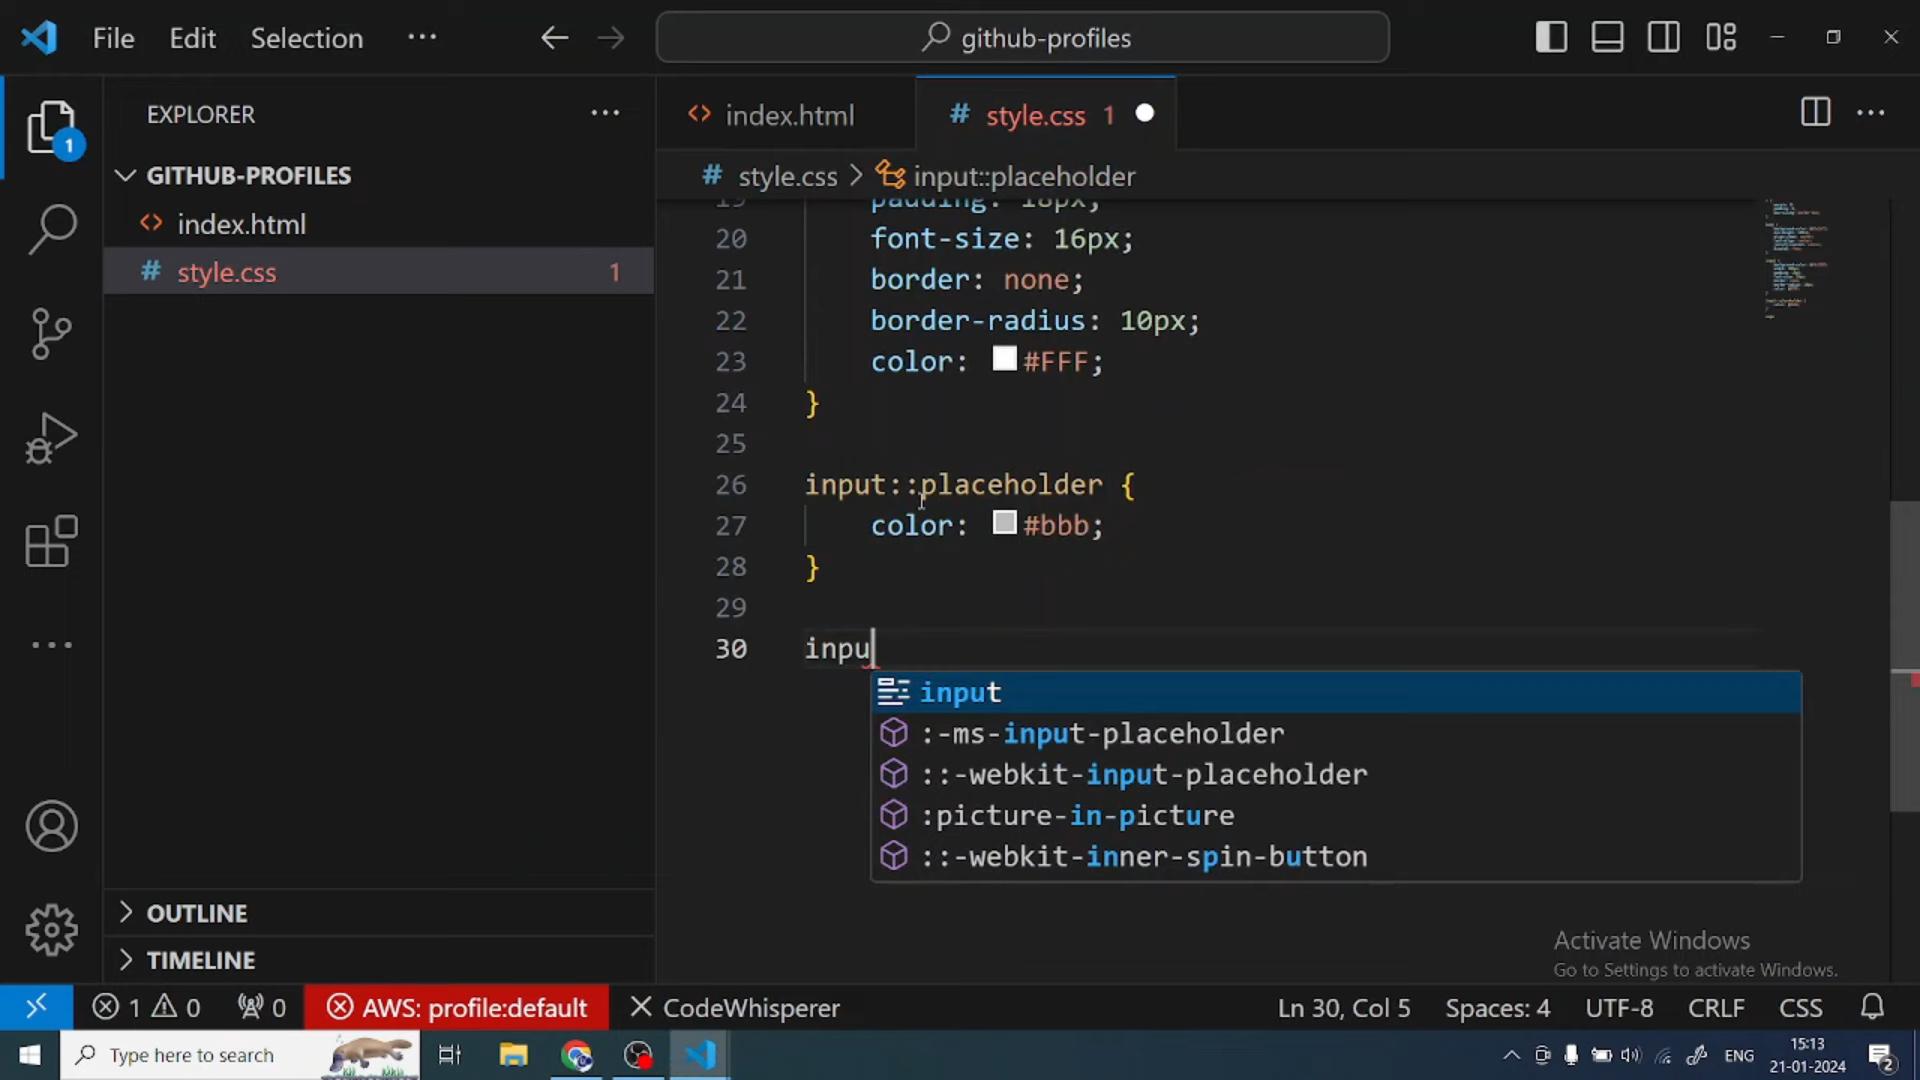 File Edit Selection ··· github-profiles
EXPLORER ···
index.html
# style.css 1
GITHUB-PROFILES
# style.css > input::placeholder
index.html
# style.css 1
1
19 padding: 18px;
20 font-size: 16px;
21 border: none;
22 border-radius: 10px;
23 color: #FFF;
24 }
25
26 input::placeholder {
27 color: #bbb;
28 }
29
30 inpu
input
:-ms-input-placeholder
::-webkit-input-placeholder
:picture-in-picture
::-webkit-inner-spin-button
OUTLINE
TIMELINE
Activate Windows
Go to Settings to activate Windows.
1 0 0 AWS: profile:default CodeWhisperer Ln 30, Col 5 Spaces: 4 UTF-8 CRLF CSS
Type here to search
ENG
15:13
21-01-2024
2